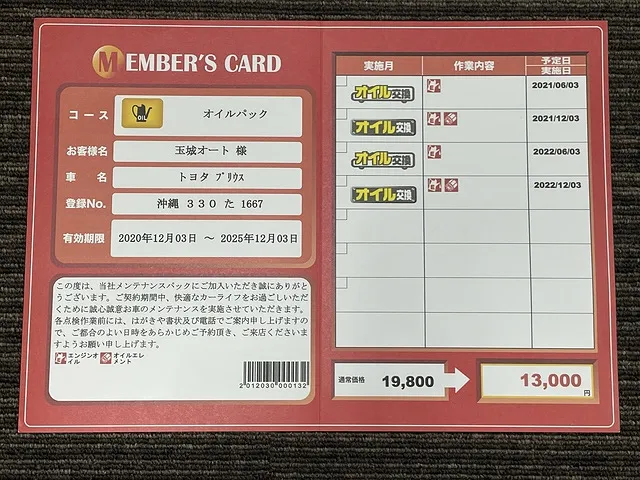 MEMBER'S CARD
コース
OIL
オイルパック
お客様名
玉城オート 様
車 名
トヨタ プリウス
登録No.
沖縄 330 た 1667
有効期限
2020年12月03日 ～ 2025年12月03日
この度は、当社メンテナンスパックにご加入いただき誠にありがと
うございます。ご契約期間中、快適なカーライフをお過ごしいただ
くために誠心誠意お車のメンテナンスを実施させていただきます。
各点検作業前には、はがきや書状及び電話でご案内申し上げますの
で、ご都合のよい日時をあらかじめご予約頂き、ご来店くださいま
すようお願い申し上げます。
エンジンオイル
オイルエレメント
2012030000132
実施月 作業内容 予定日
実施日
オイル交換 2021/06/03
オイル交換 2021/12/03
オイル交換 2022/06/03
オイル交換 2022/12/03
通常価格 19,800 13,000円